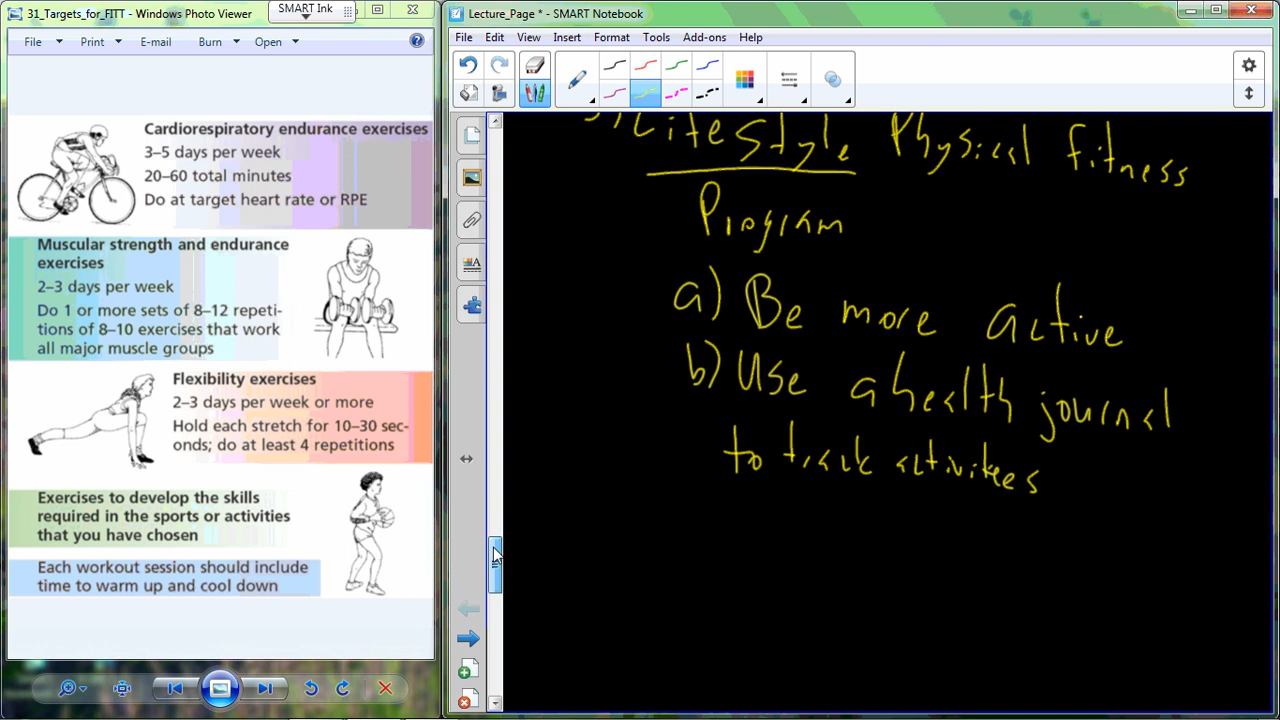 31_Targets_for_FITT - Windows Photo Viewer
SMART Ink
File Print E-mail Burn Open
Cardiorespiratory endurance exercises
3–5 days per week
20–60 total minutes
Do at target heart rate or RPE
Muscular strength and endurance
exercises
2–3 days per week
Do 1 or more sets of 8–12 repeti-
tions of 8–10 exercises that work
all major muscle groups
Flexibility exercises
2–3 days per week or more
Hold each stretch for 10–30 sec-
onds; do at least 4 repetitions
Exercises to develop the skills
required in the sports or activities
that you have chosen
Each workout session should include
time to warm up and cool down
Lecture_Page * - SMART Notebook
File Edit View Insert Format Tools Add-ons Help
Lifestyle Physical fitness
Program
a) Be more active
b) Use a health journal
to track activitees